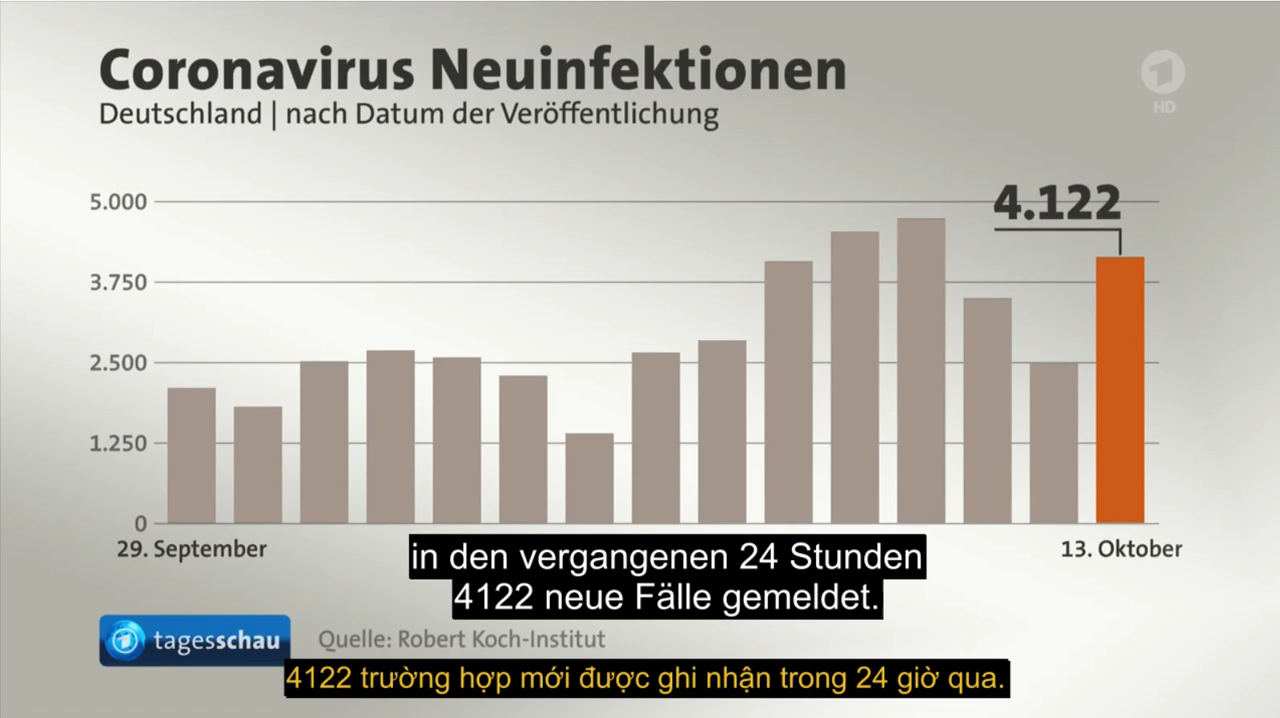 Coronavirus Neuinfektionen
Deutschland | nach Datum der Veröffentlichung
1
HD
5.000
4.122
3.750
2.500
1.250
0
29. September
13. Oktober
in den vergangenen 24 Stunden
4122 neue Fälle gemeldet.
1 tagesschau
Quelle: Robert Koch-Institut
4122 trường hợp mới được ghi nhận trong 24 giờ qua.